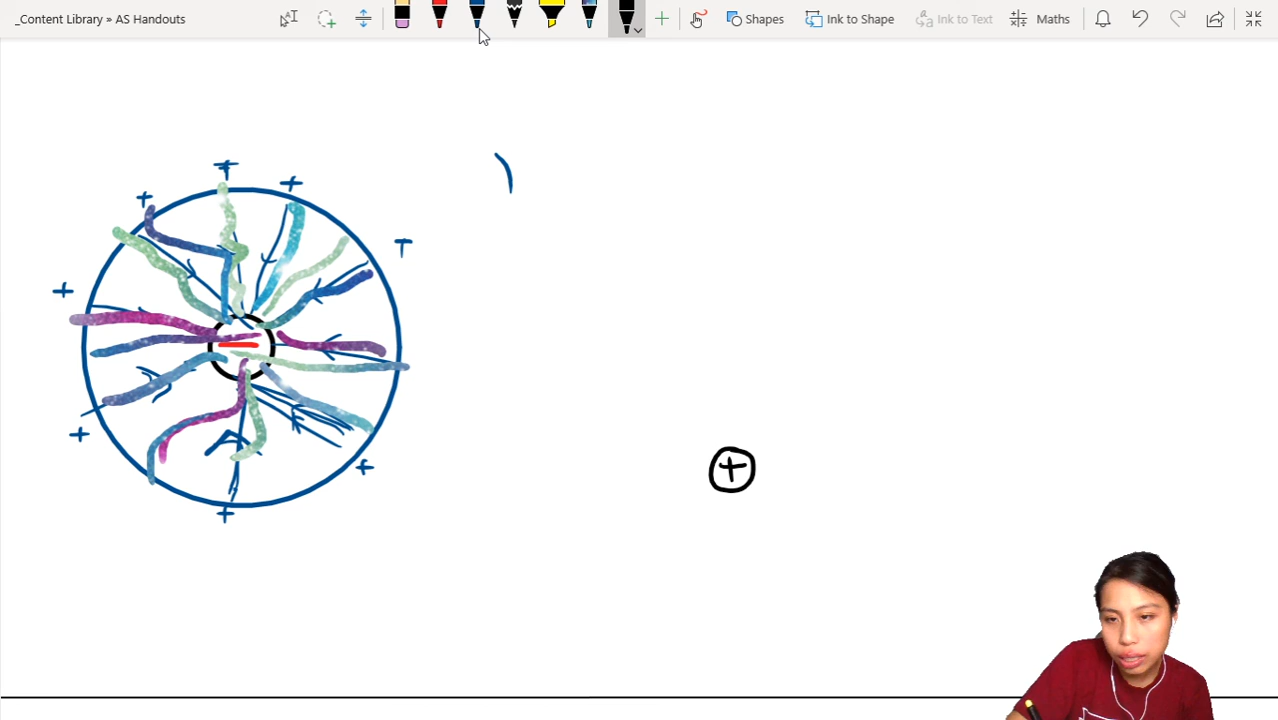 _Content Library » AS Handouts
Shapes
Ink to Shape
Ink to Text
Maths
+ + +
+
+
+
+
+
+
−